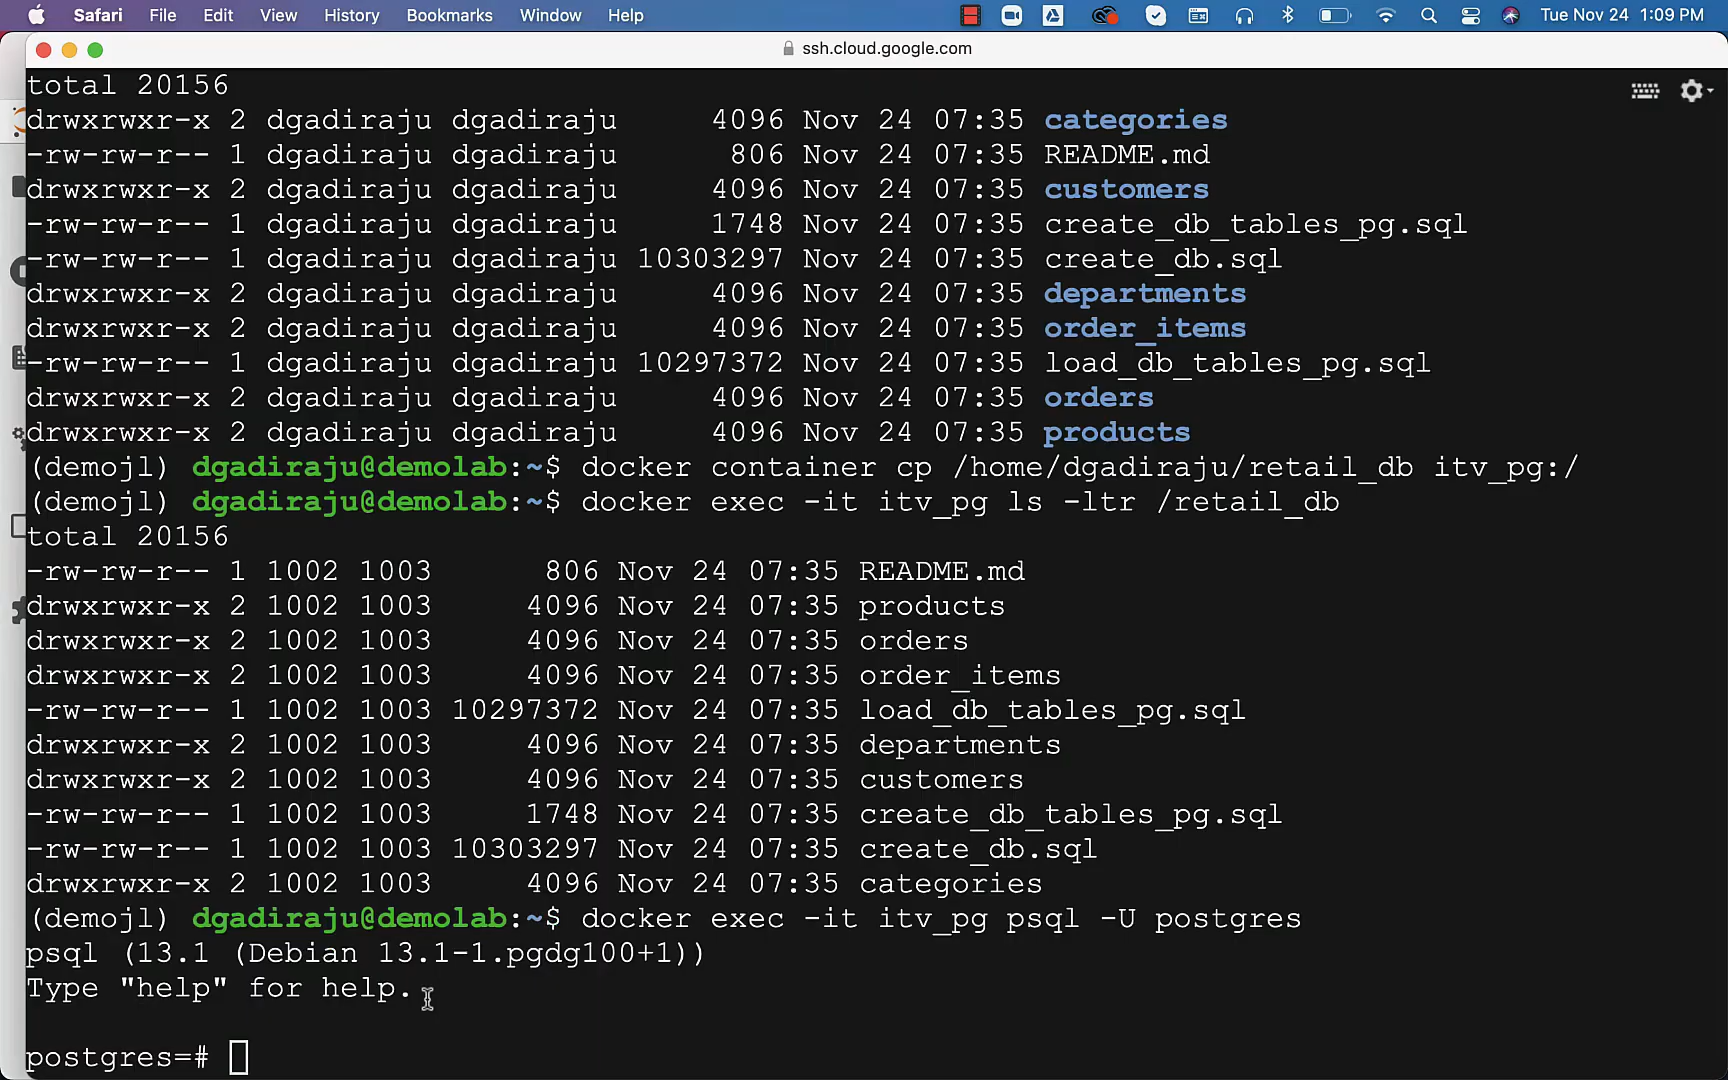 Safari File Edit View History Bookmarks Window Help Tue Nov 24 1:09 PM
ssh.cloud.google.com
total 20156
drwxrwxr-x 2 dgadiraju dgadiraju 4096 Nov 24 07:35 categories
-rw-rw-r-- 1 dgadiraju dgadiraju 806 Nov 24 07:35 README.md
drwxrwxr-x 2 dgadiraju dgadiraju 4096 Nov 24 07:35 customers
-rw-rw-r-- 1 dgadiraju dgadiraju 1748 Nov 24 07:35 create_db_tables_pg.sql
-rw-rw-r-- 1 dgadiraju dgadiraju 10303297 Nov 24 07:35 create_db.sql
drwxrwxr-x 2 dgadiraju dgadiraju 4096 Nov 24 07:35 departments
drwxrwxr-x 2 dgadiraju dgadiraju 4096 Nov 24 07:35 order_items
-rw-rw-r-- 1 dgadiraju dgadiraju 10297372 Nov 24 07:35 load_db_tables_pg.sql
drwxrwxr-x 2 dgadiraju dgadiraju 4096 Nov 24 07:35 orders
drwxrwxr-x 2 dgadiraju dgadiraju 4096 Nov 24 07:35 products
(demojl) dgadiraju@demolab:~$ docker container cp /home/dgadiraju/retail_db itv_pg:/
(demojl) dgadiraju@demolab:~$ docker exec -it itv_pg ls -ltr /retail_db
total 20156
-rw-rw-r-- 1 1002 1003 806 Nov 24 07:35 README.md
drwxrwxr-x 2 1002 1003 4096 Nov 24 07:35 products
drwxrwxr-x 2 1002 1003 4096 Nov 24 07:35 orders
drwxrwxr-x 2 1002 1003 4096 Nov 24 07:35 order_items
-rw-rw-r-- 1 1002 1003 10297372 Nov 24 07:35 load_db_tables_pg.sql
drwxrwxr-x 2 1002 1003 4096 Nov 24 07:35 departments
drwxrwxr-x 2 1002 1003 4096 Nov 24 07:35 customers
-rw-rw-r-- 1 1002 1003 1748 Nov 24 07:35 create_db_tables_pg.sql
-rw-rw-r-- 1 1002 1003 10303297 Nov 24 07:35 create_db.sql
drwxrwxr-x 2 1002 1003 4096 Nov 24 07:35 categories
(demojl) dgadiraju@demolab:~$ docker exec -it itv_pg psql -U postgres
psql (13.1 (Debian 13.1-1.pgdg100+1))
Type "help" for help.
postgres=#